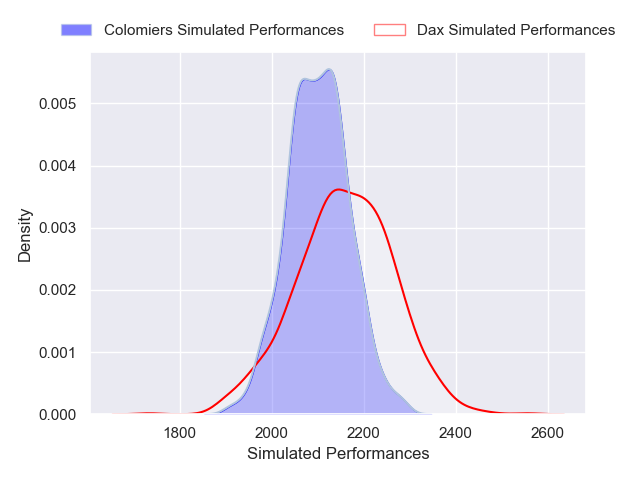 Colomiers Simulated Performances Dax Simulated Performances
0.005
0.004
0.003
0.002
0.001
0.000
Density
1800 2000 2200 2400 2600
Simulated Performances